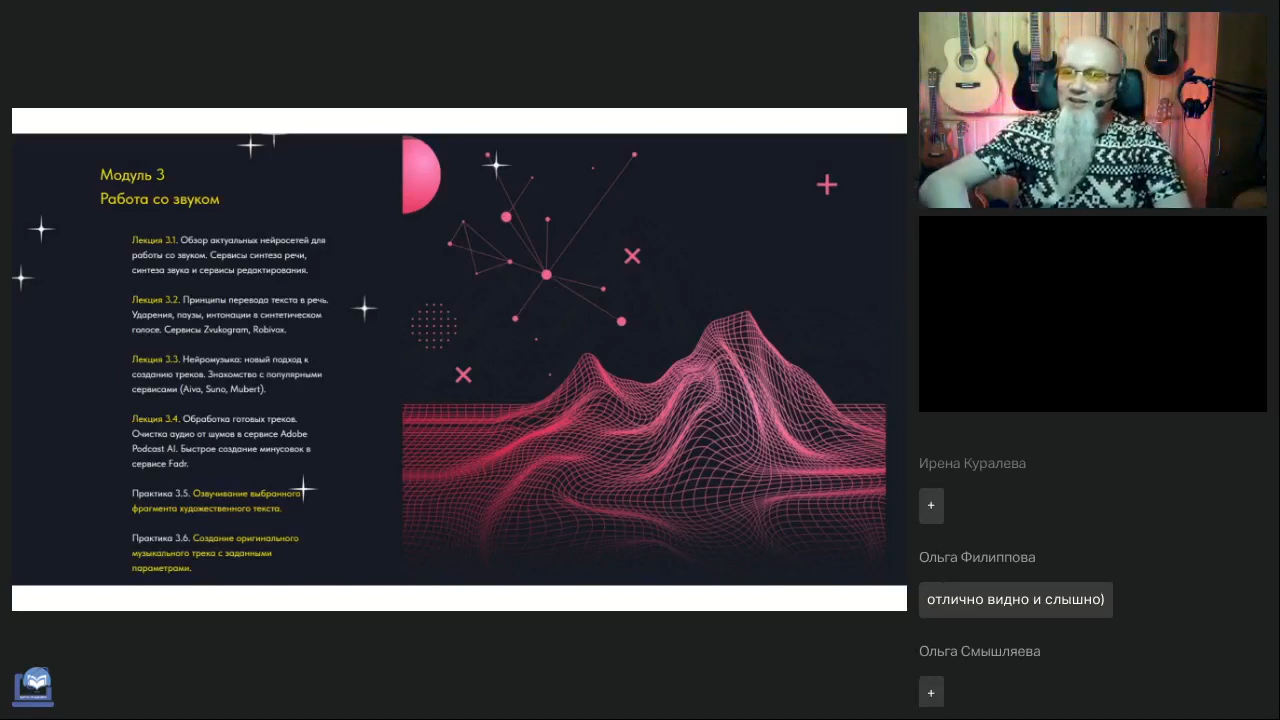 Модуль 3
Работа со звуком
Лекция 3.1. Обзор актуальных нейросетей для
работы со звуком. Сервисы синтеза речи,
синтеза звука и сервисы редактирования.
Лекция 3.2. Принципы перевода текста в речь.
Ударения, паузы, интонации в синтетическом
голосе. Сервисы Zvukogram, Robivox.
Лекция 3.3. Нейромузыка: новый подход к
созданию треков. Знакомство с популярными
сервисами (Aiva, Suno, Mubert).
Лекция 3.4. Обработка готовых треков.
Очистка аудио от шумов в сервисе Adobe
Podcast AI. Быстрое создание минусовок в
сервисе Fadr.
Практика 3.5. Озвучивание выбранного
фрагмента художественного текста.
Практика 3.6. Создание оригинального
музыкального трека с заданными
параметрами.
Ирена Куралева
+
Ольга Филиппова
отлично видно и слышно)
Ольга Смышляева
+